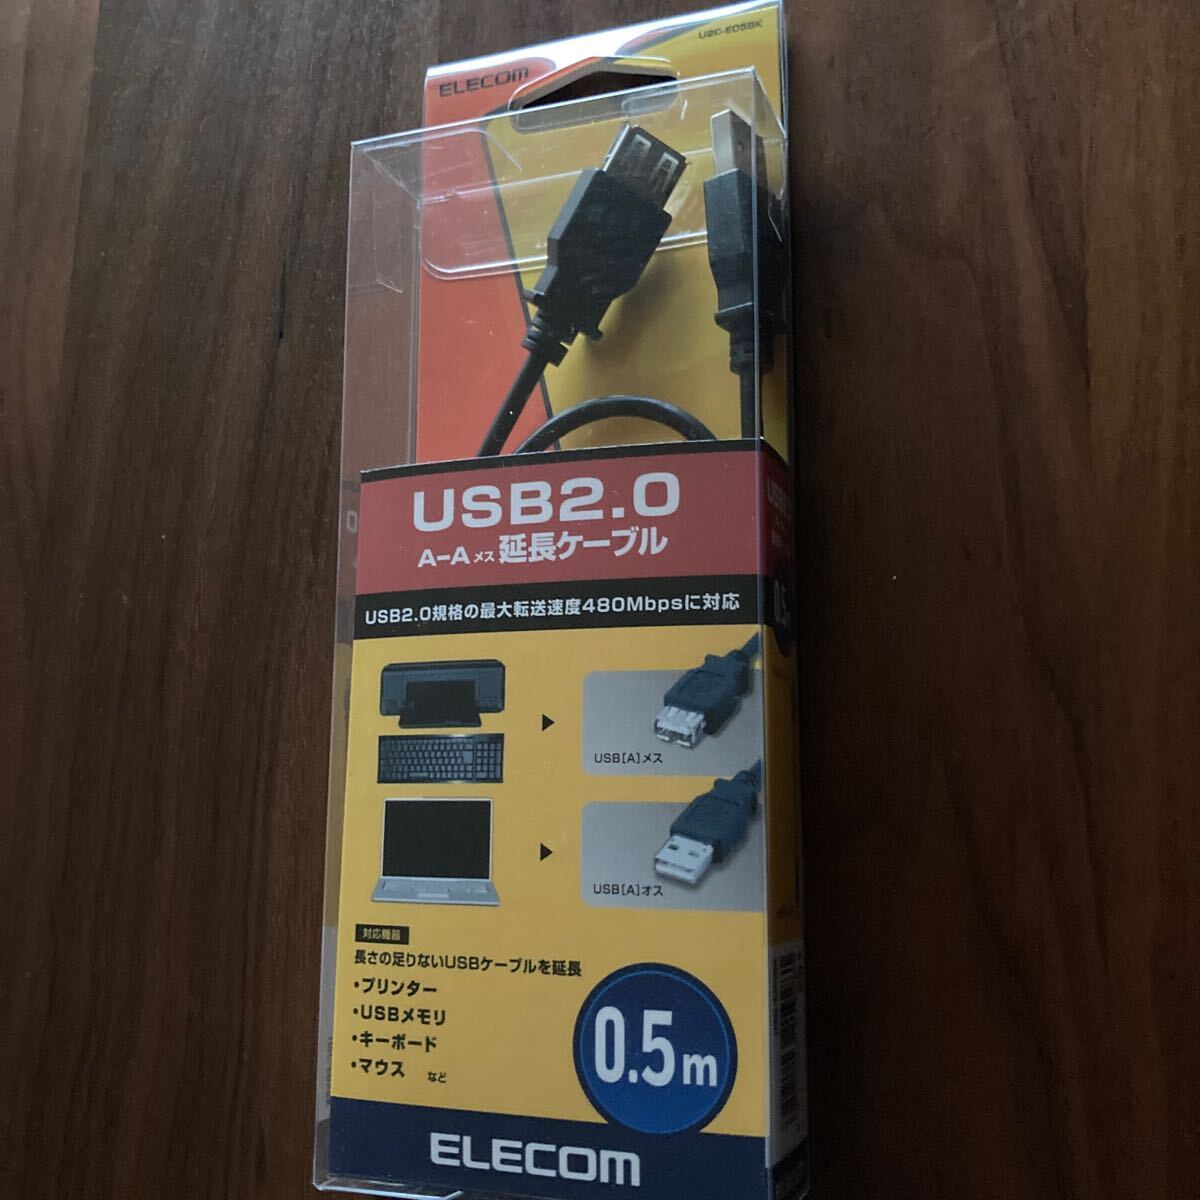 ELECOM
U2C-E05BK
USB2.0
A-Aメス 延長ケーブル
USB2.0規格の最大転送速度480Mbpsに対応
USB[A]メス
USB[A]オス
対応機器
長さの足りないUSBケーブルを延長
・プリンター
・USBメモリ
・キーボード
・マウス など
0.5m
ELECOM